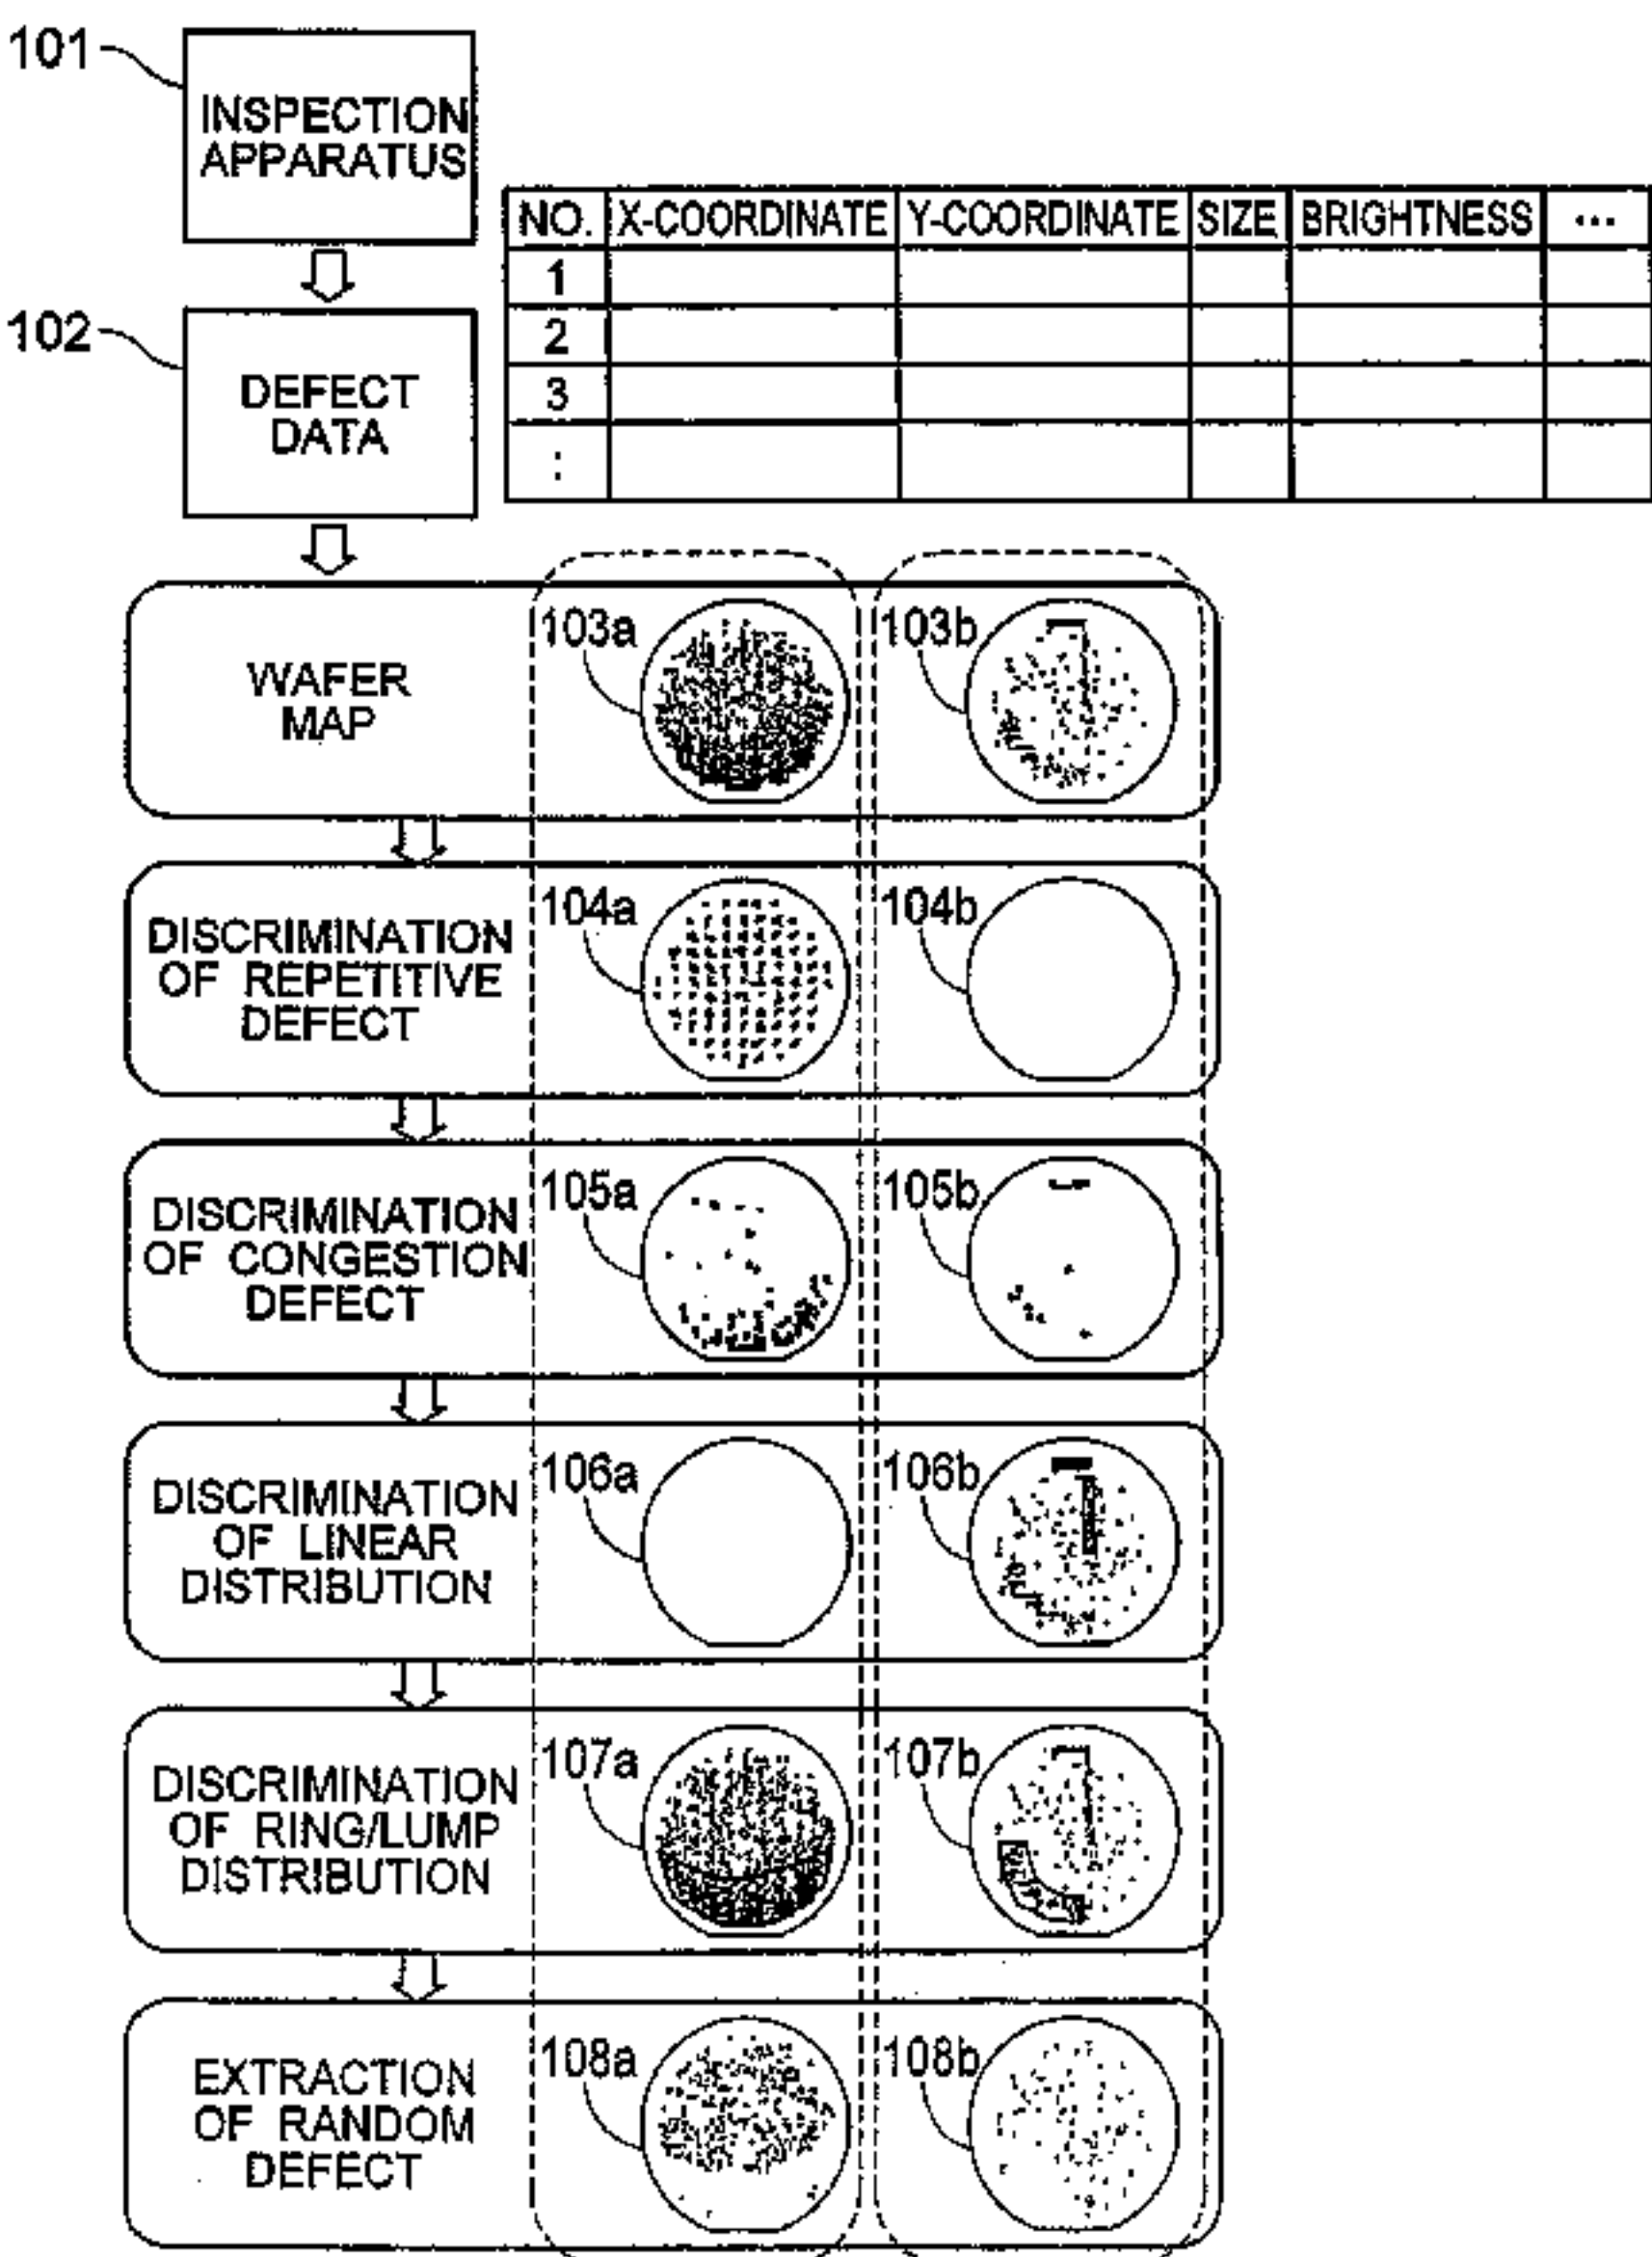 101
INSPECTION
APPARATUS
NO. X-COORDINATE Y-COORDINATE SIZE BRIGHTNESS ...
1
2
3
:
102
DEFECT
DATA
WAFER
MAP
103a
103b
DISCRIMINATION
OF REPETITIVE
DEFECT
104a
104b
DISCRIMINATION
OF CONGESTION
DEFECT
105a
105b
DISCRIMINATION
OF LINEAR
DISTRIBUTION
106a
106b
DISCRIMINATION
OF RING/LUMP
DISTRIBUTION
107a
107b
EXTRACTION
OF RANDOM
DEFECT
108a
108b